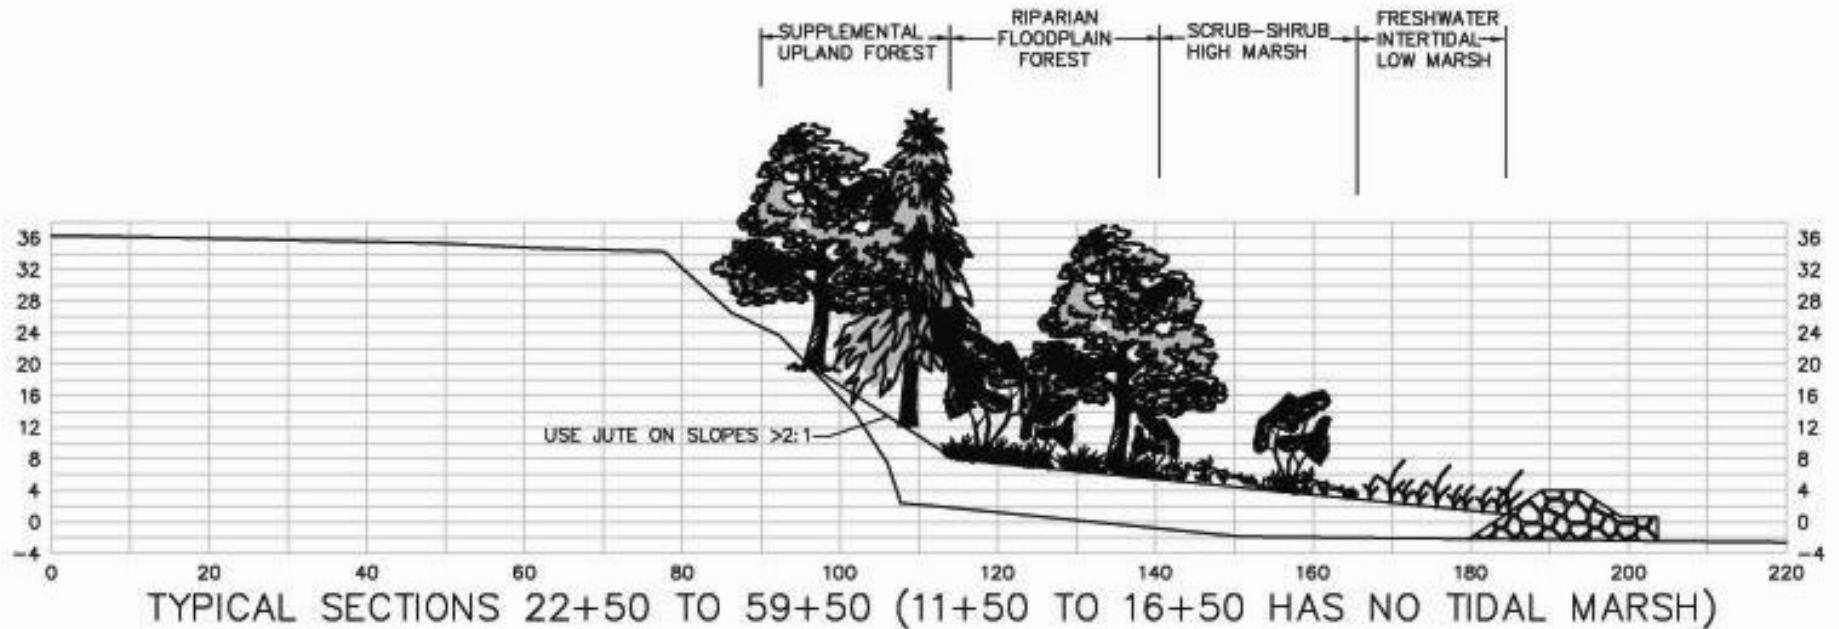 SUPPLEMENTAL
UPLAND FOREST
RIPARIAN
FLOODPLAIN
FOREST
SCRUB-SHRUB
HIGH MARSH
FRESHWATER
INTERTIDAL
LOW MARSH
36
32
28
24
20
16
12
8
4
0
-4
USE JUTE ON SLOPES >2:1
36
32
28
24
20
16
12
8
4
0
-4
0 20 40 60 80 100 120 140 160 180 200 220
TYPICAL SECTIONS 22+50 TO 59+50 (11+50 TO 16+50 HAS NO TIDAL MARSH)